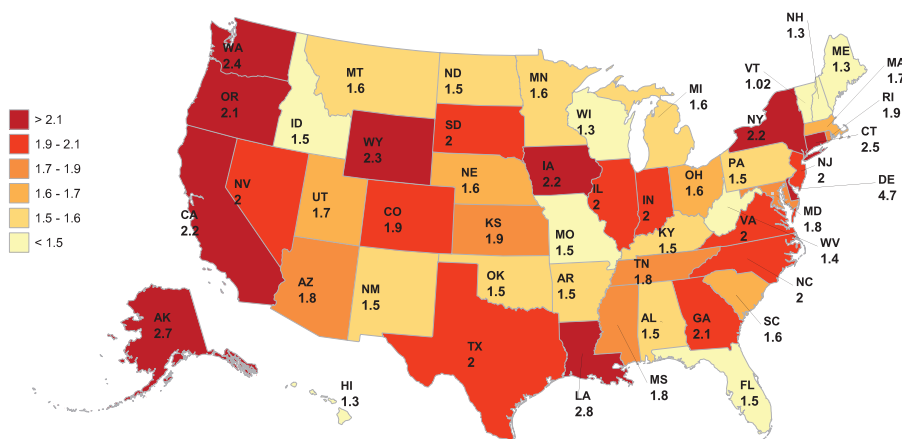 NH
1.3
ME
1.3
WA
2.4
MT
1.6
ND
1.5
MN
1.6
VT
1.02
MA
1.7
MI
1.6
RI
1.9
OR
2.1
ID
1.5
SD
2
WI
1.3
NY
2.2
CT
2.5
> 2.1
1.9 - 2.1
1.7 - 1.9
1.6 - 1.7
1.5 - 1.6
< 1.5
WY
2.3
IA
2.2
PA
1.5
NJ
2
NE
1.6
OH
1.6
DE
4.7
NV
2
UT
1.7
CO
1.9
IL
2
IN
2
MD
1.8
CA
2.2
KS
1.9
MO
1.5
KY
1.5
VA
2
WV
1.4
AZ
1.8
NM
1.5
OK
1.5
AR
1.5
TN
1.8
NC
2
AK
2.7
AL
1.5
GA
2.1
SC
1.6
TX
2
MS
1.8
HI
1.3
LA
2.8
FL
1.5